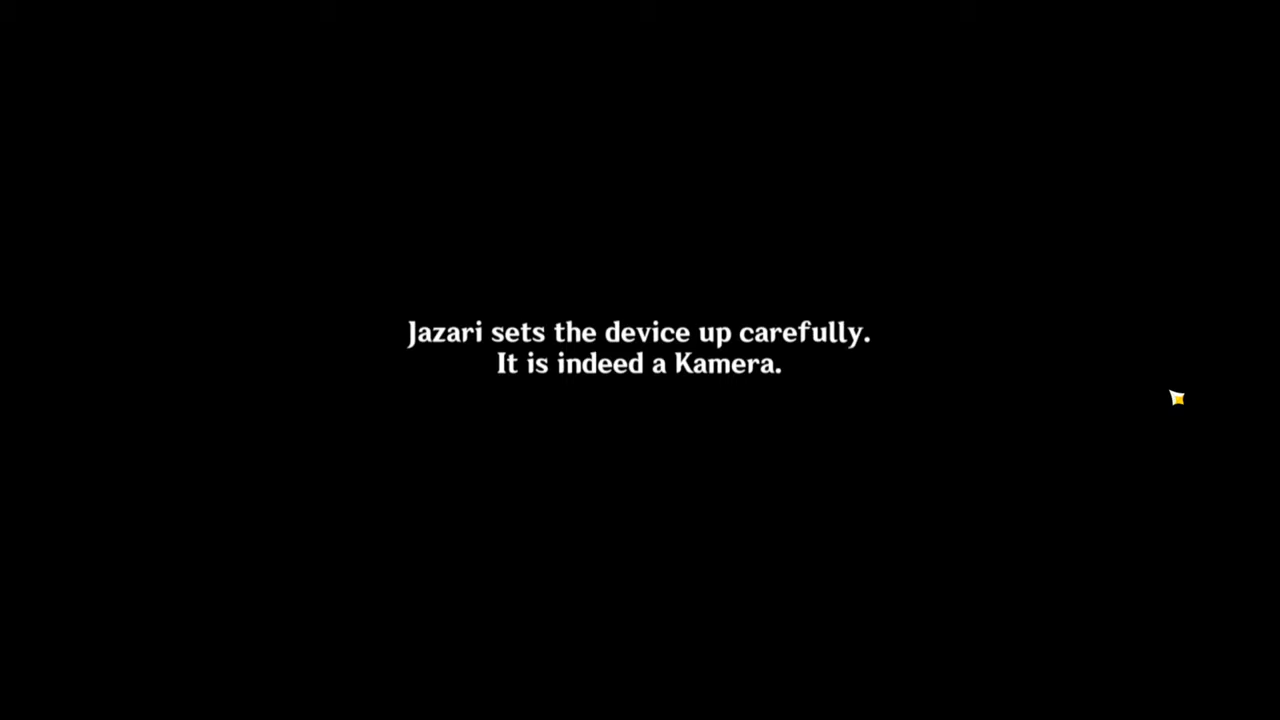 Jazari sets the device up carefully.
It is indeed a Kamera.